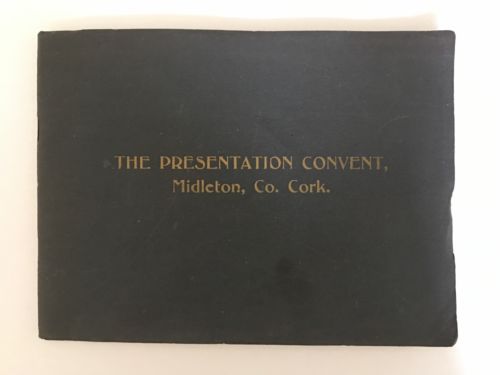 THE PRESENTATION CONVENT,
Midleton, Co. Cork.